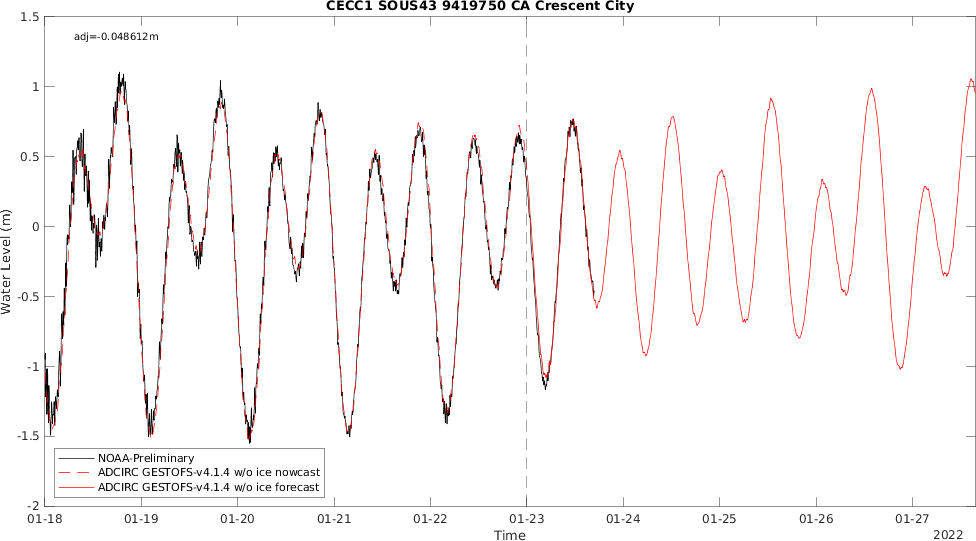 CECC1 SOUS43 9419750 CA Crescent City
adj=-0.048612m
Water Level (m)
1.5
1
0.5
0
-0.5
-1
-1.5
-2
NOAA-Preliminary
ADCIRC GESTOFS-v4.1.4 w/o ice nowcast
ADCIRC GESTOFS-v4.1.4 w/o ice forecast
01-18 01-19 01-20 01-21 01-22 01-23 01-24 01-25 01-26 01-27
Time
2022